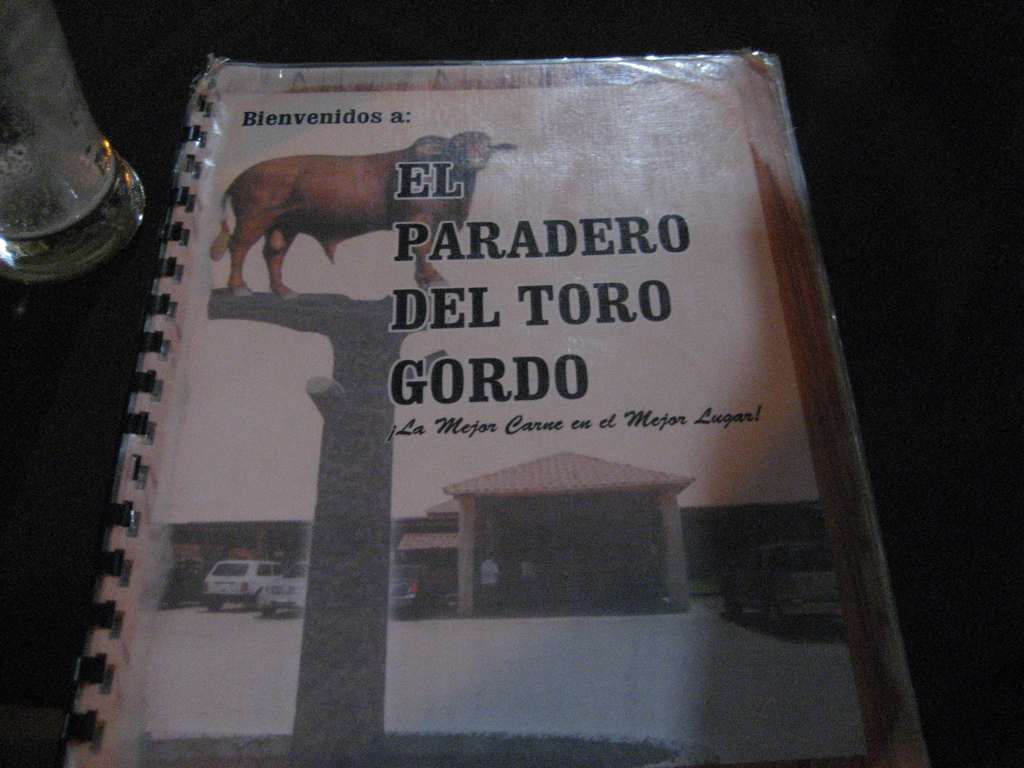 Bienvenidos a:
EL
PARADERO
DEL TORO
GORDO
¡La Mejor Carne en el Mejor Lugar!